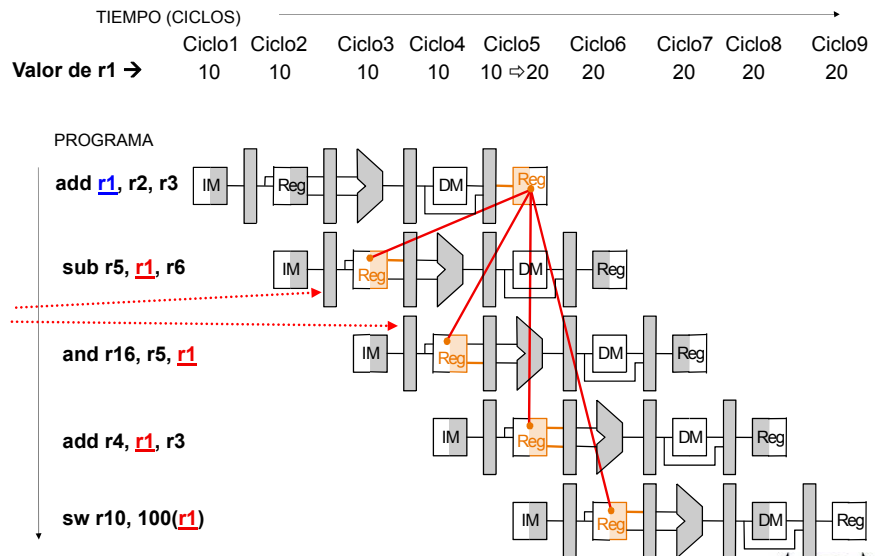 TIEMPO (CICLOS)
Ciclo1 Ciclo2 Ciclo3 Ciclo4 Ciclo5 Ciclo6 Ciclo7 Ciclo8 Ciclo9
Valor de r1 → 10 10 10 10 10 ⇨20 20 20 20 20
PROGRAMA
add r1, r2, r3 IM Reg DM Reg
sub r5, r1, r6 IM Reg DM Reg
and r16, r5, r1 IM Reg DM Reg
add r4, r1, r3 IM Reg DM Reg
sw r10, 100(r1) IM Reg DM Reg